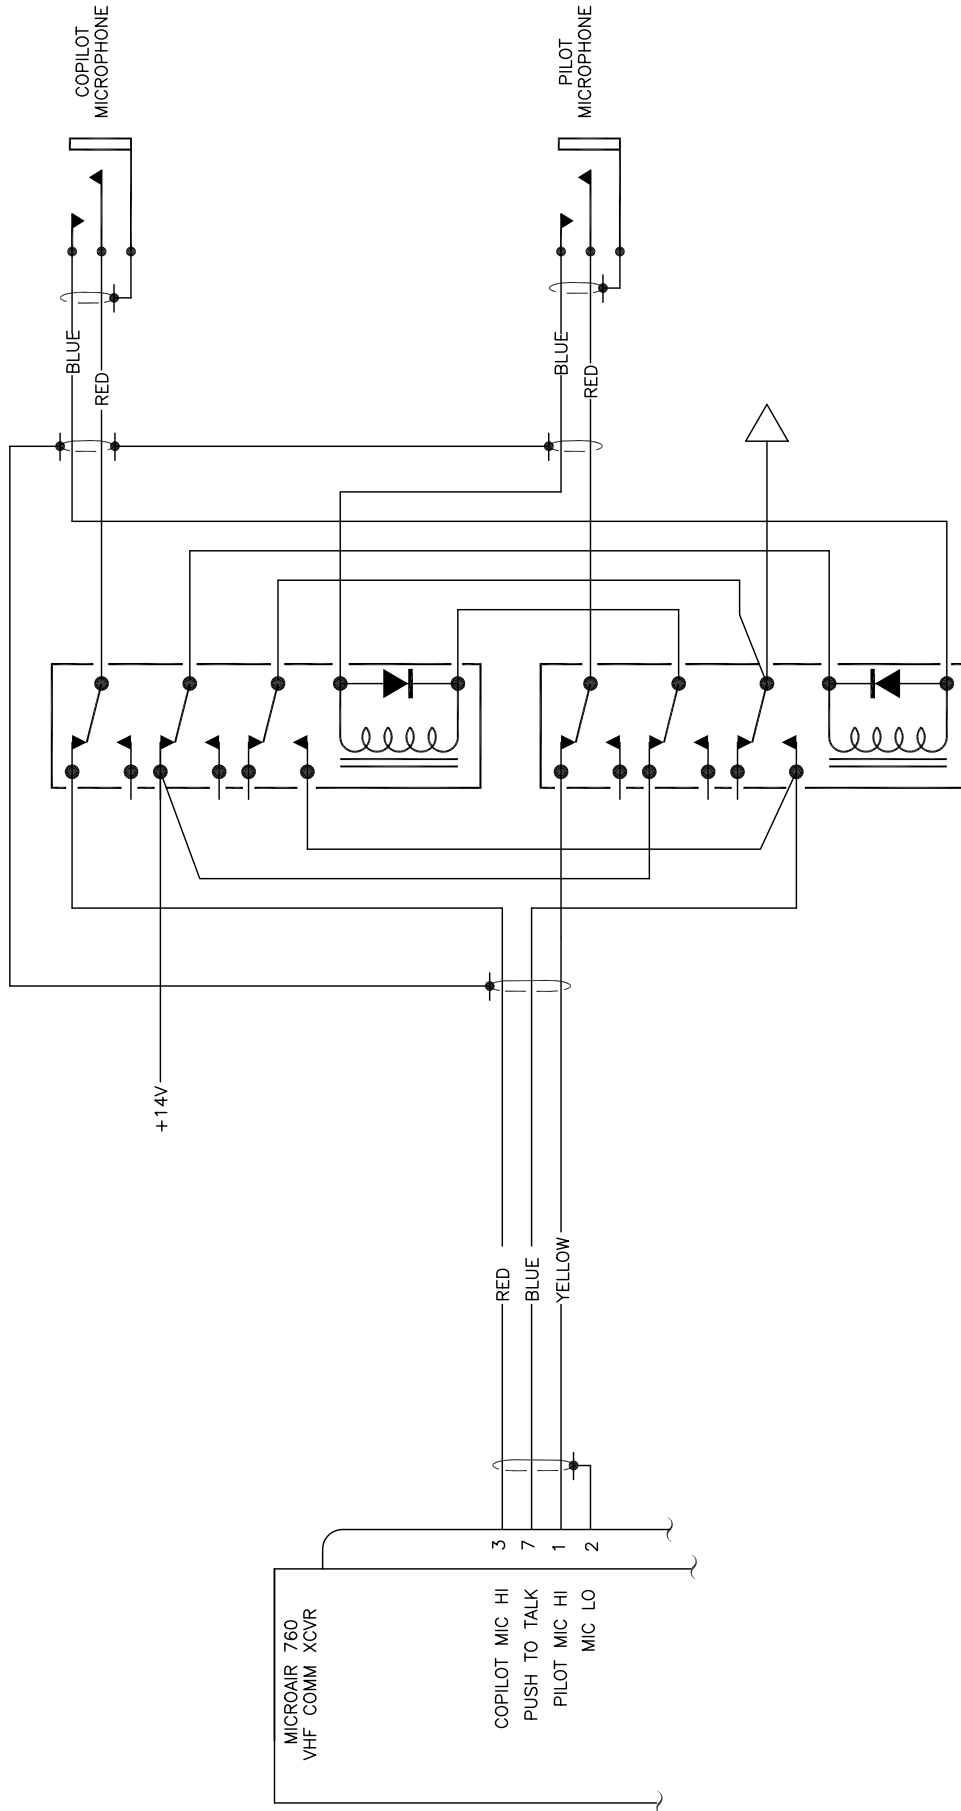 COPILOT
MICROPHONE
PILOT
MICROPHONE
BLUE
RED
BLUE
RED
+14V
RED
BLUE
YELLOW
3
7
1
2
MICROAIR 760
VHF COMM XCVR
COPILOT MIC HI
PUSH TO TALK
PILOT MIC HI
MIC LO